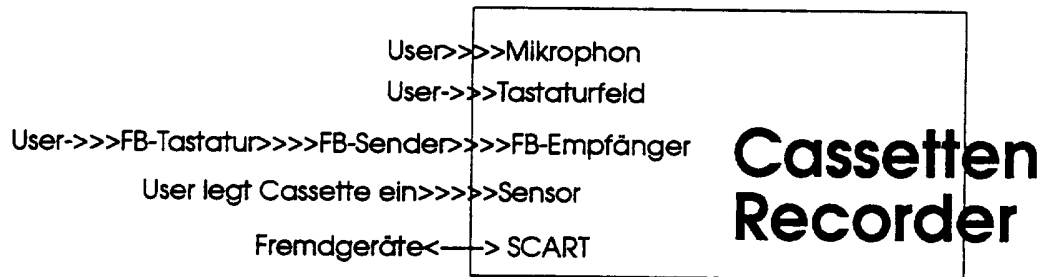 User>>>>Mikrophon
User->>>Tastaturfeld
User->>>FB-Tastatur>>>>FB-Sender>>>>FB-Empfänger
User legt Cassette ein>>>>>Sensor
Fremdgeräte<----> SCART
Cassetten
Recorder